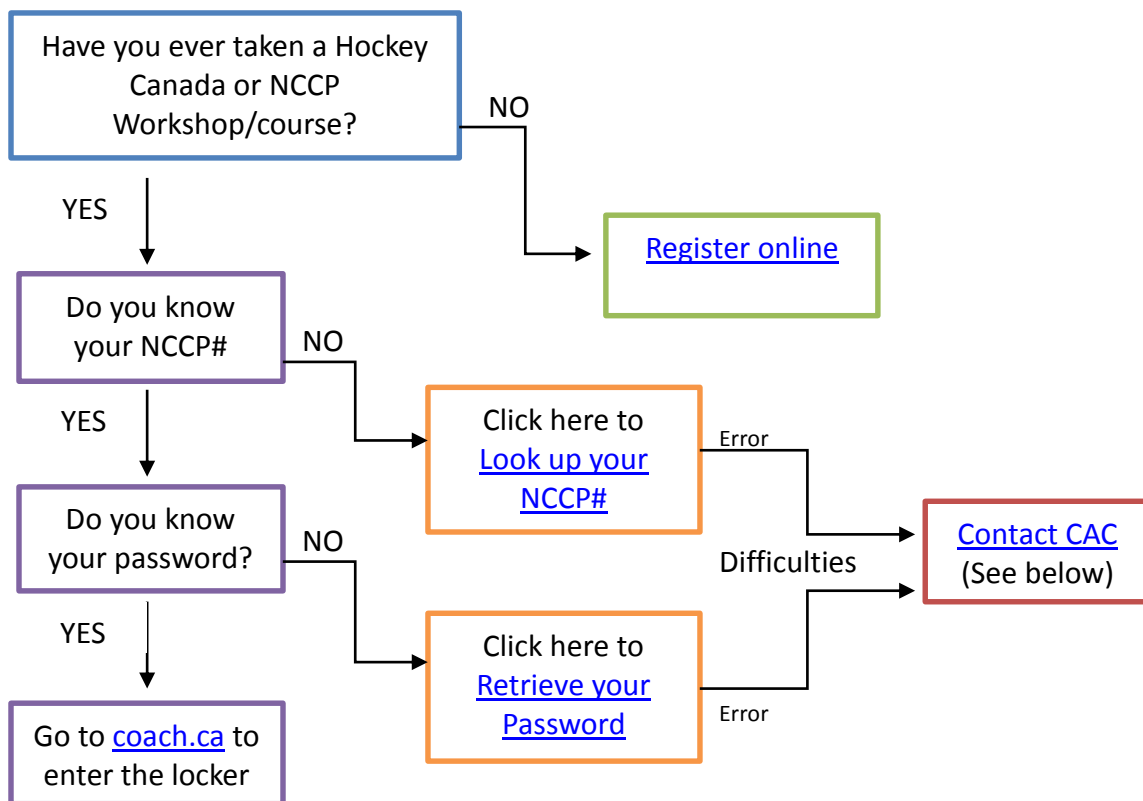 Have you ever taken a Hockey
Canada or NCCP
Workshop/course?
NO
YES
Register online
Do you know
your NCCP#
NO
YES
Click here to
Look up your
NCCP#
Error
Do you know
your password?
NO
Difficulties
Contact CAC
(See below)
YES
Click here to
Retrieve your
Password
Error
Go to coach.ca to
enter the locker